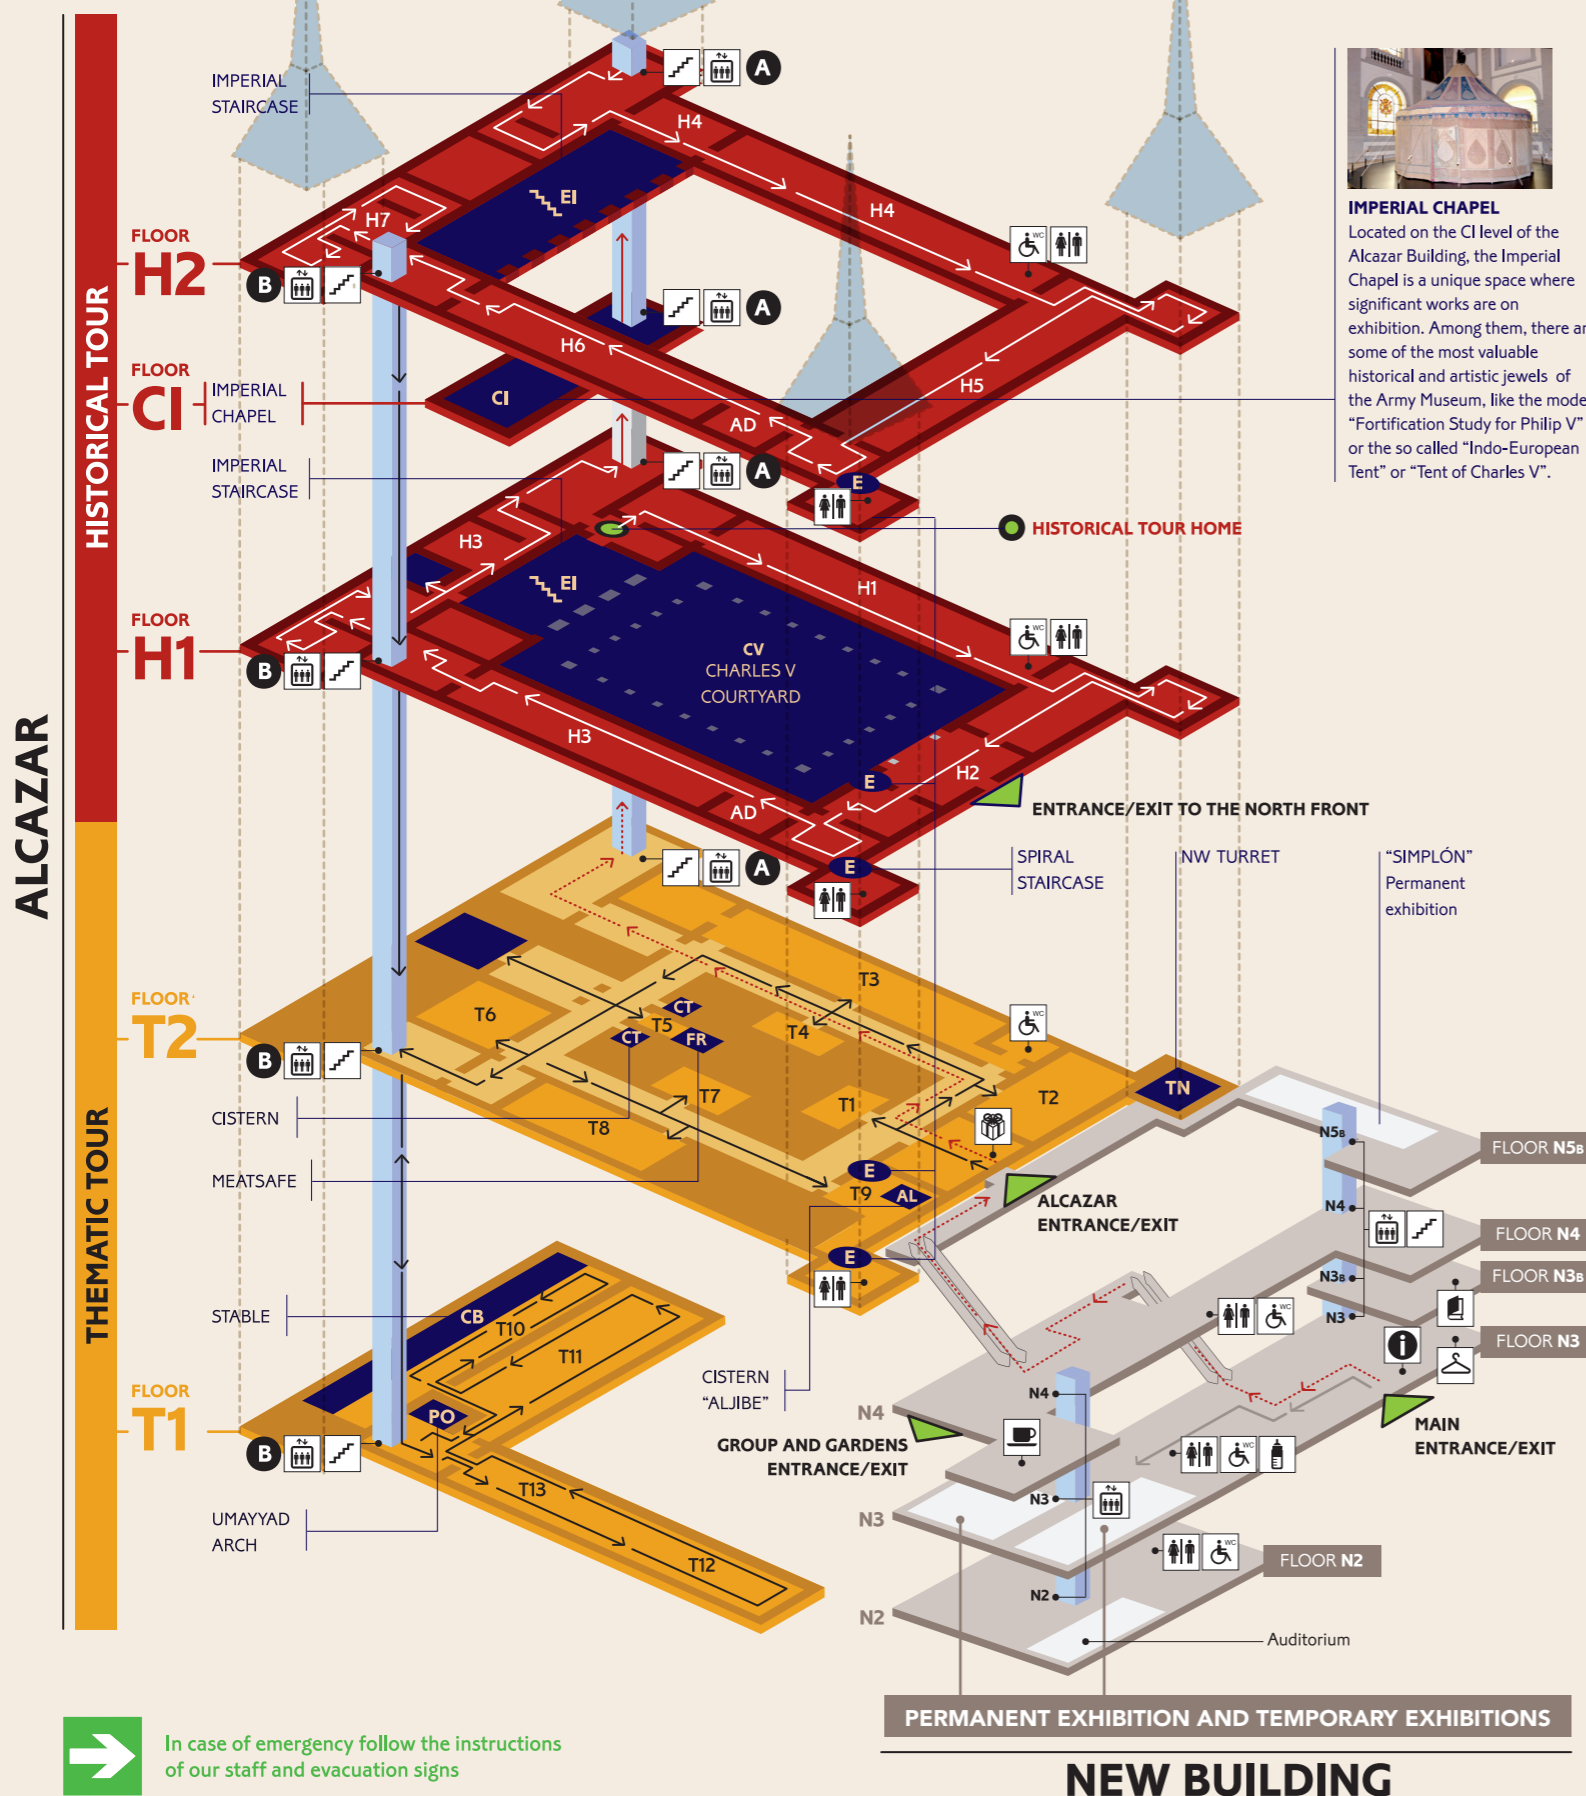 ALCAZAR
HISTORICAL TOUR
THEMATIC TOUR
IMPERIAL
STAIRCASE
A
H4
EI
H4
WC
H7
FLOOR
H2
B
A
H6
H5
FLOOR
CI
IMPERIAL
CHAPEL
CI
AD
E
IMPERIAL
STAIRCASE
A
HISTORICAL TOUR HOME
IMPERIAL CHAPEL
Located on the CI level of the
Alcazar Building, the Imperial
Chapel is a unique space where
significant works are on
exhibition. Among them, there ar
some of the most valuable
historical and artistic jewels of
the Army Museum, like the mode
“Fortification Study for Philip V”
or the so called “Indo-European
Tent” or “Tent of Charles V”.
H3
EI
H1
WC
FLOOR
H1
B
CV
CHARLES V
COURTYARD
H3
H2
E
AD
ENTRANCE/EXIT TO THE NORTH FRONT
E
SPIRAL
STAIRCASE
NW TURRET
“SIMPLÓN”
Permanent
exhibition
A
T3
FLOOR
T2
B
T6
CT
T5
CT
FR
T4
WC
T7
T8
T1
T2
TN
E
T9
AL
E
CISTERN
MEATSAFE
ALCAZAR
ENTRANCE/EXIT
N5B
FLOOR N5B
N4
FLOOR N4
N3B
FLOOR N3B
N3
FLOOR N3
WC
i
STABLE
CB
T10
T11
FLOOR
T1
B
PO
UMAYYAD
ARCH
T13
T12
CISTERN
“ALJIBE”
N4
N4
GROUP AND GARDENS
ENTRANCE/EXIT
MAIN
ENTRANCE/EXIT
WC
N3
N3
WC
FLOOR N2
N2
N2
Auditorium
PERMANENT EXHIBITION AND TEMPORARY EXHIBITIONS
NEW BUILDING
In case of emergency follow the instructions
of our staff and evacuation signs